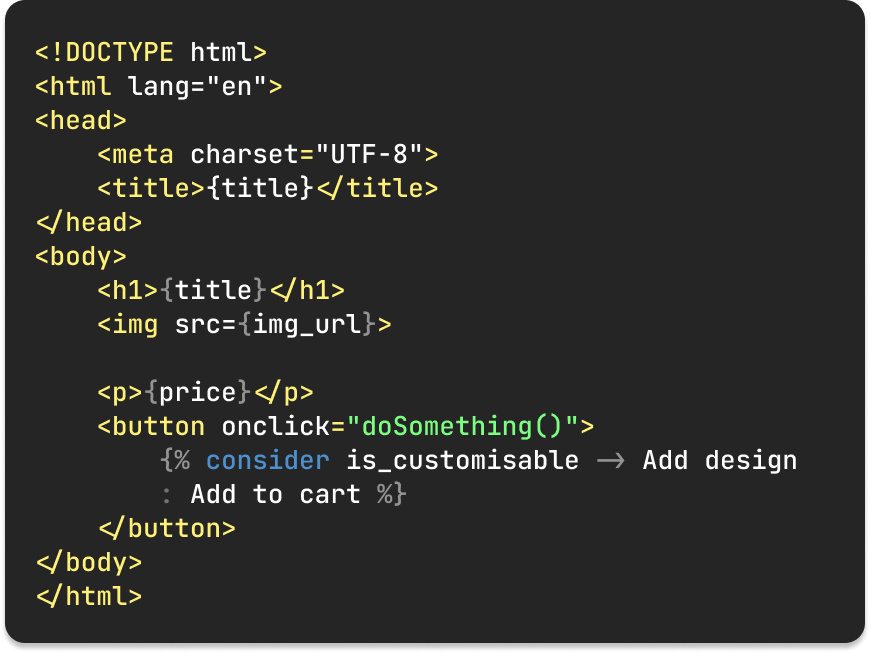 <!DOCTYPE html>
<html lang="en">
<head>
    <meta charset="UTF-8">
    <title>{title}</title>
</head>
<body>
    <h1>{title}</h1>
    <img src={img_url}>

    <p>{price}</p>
    <button onclick="doSomething()">
        {% consider is_customisable -> Add design
        : Add to cart %}
    </button>
</body>
</html>